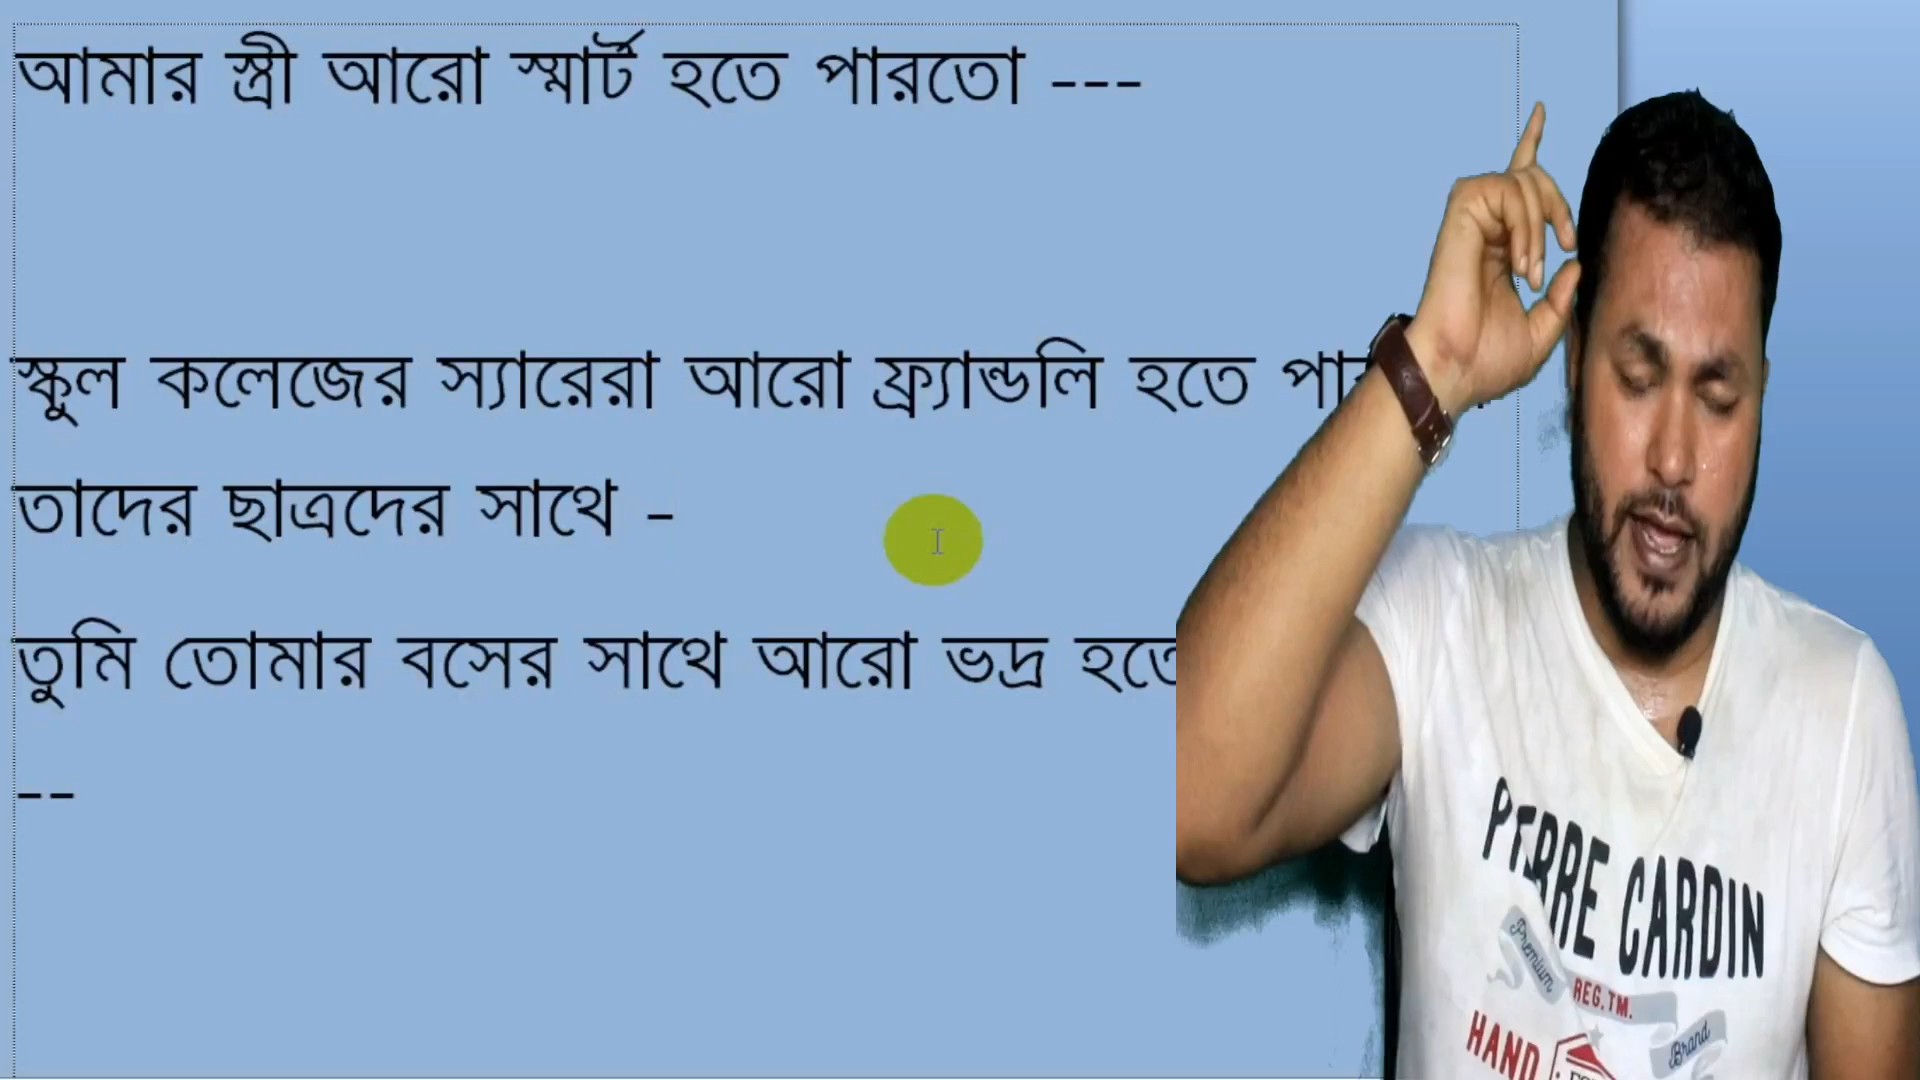 আমার স্ত্রী আরো স্মার্ট হতে পারতো ---
স্কুল কলেজের স্যারেরা আরো ফ্র্যান্ডলি হতে
তাদের ছাত্রদের সাথে -
তুমি তোমার বসের সাথে আরো ভদ্র হতে
--
PIERRE CARDIN
Premium
REG.TM.
Brand
HAND